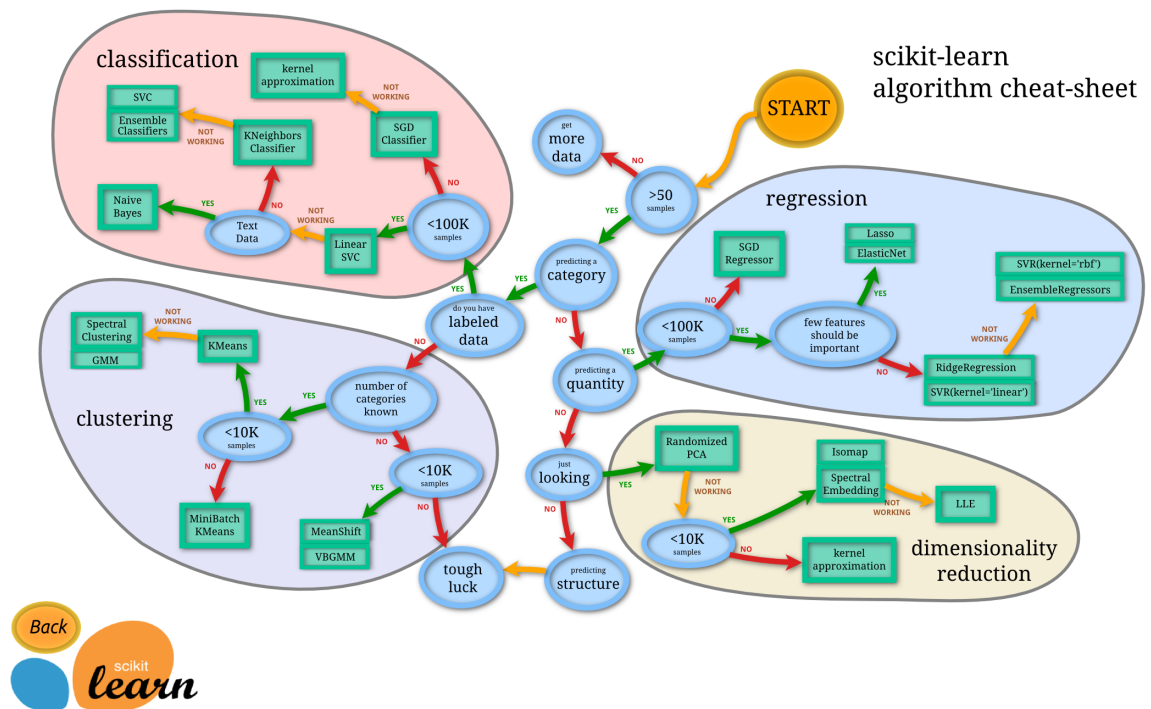 scikit-learn
algorithm cheat-sheet
START
>50
samples
NO
get
more
data
YES
predicting a
category
YES
do you have
labeled
data
NO
predicting a
quantity
classification
YES
<100K
samples
NO
SGD
Classifier
NOT
WORKING
kernel
approximation
YES
Linear
SVC
NOT
WORKING
Text
Data
YES
Naive
Bayes
NO
KNeighbors
Classifier
NOT
WORKING
SVC
Ensemble
Classifiers
clustering
NO
number of
categories
known
YES
<10K
samples
YES
KMeans
NOT
WORKING
Spectral
Clustering
GMM
NO
MiniBatch
KMeans
NO
<10K
samples
YES
MeanShift
VBGMM
NO
tough
luck
regression
YES
<100K
samples
NO
SGD
Regressor
YES
few features
should be
important
YES
Lasso
ElasticNet
NO
RidgeRegression
SVR(kernel='linear')
NOT
WORKING
SVR(kernel='rbf')
EnsembleRegressors
NO
just
looking
YES
Randomized
PCA
NOT
WORKING
<10K
samples
YES
Isomap
Spectral
Embedding
NOT
WORKING
LLE
NO
kernel
approximation
dimensionality
reduction
NO
predicting
structure
Back
scikit
learn